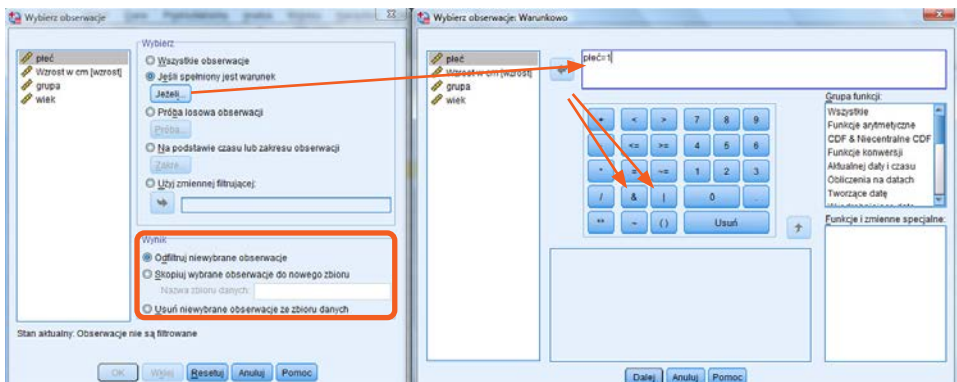 Wybierz obserwacje
płeć
Wzrost w cm [wzrost]
grupa
wiek
Wybierz
Wszystkie obserwacje
Jeśli spełniony jest warunek
Jeżeli...
Próba losowa obserwacji
Próba...
Na podstawie czasu lub zakresu obserwacji
Zakre...
Użyj zmiennej filtrującej:
Wynik
Odfiltruj niewybrane obserwacje
Skopiuj wybrane obserwacje do nowego zbioru
Nazwa zbioru danych:
Usuń niewybrane obserwacje ze zbioru danych
Stan aktualny: Obserwacje nie są filtrowane
OK Wklej Resetuj Anuluj Pomoc
Wybierz obserwacje: Warunkowo
płeć
Wzrost w cm [wzrost]
grupa
wiek
płeć=1
+ < > 7 8 9
<= >= 4 5 6
* = ~= 1 2 3
/ & | 0 .
** ~ ( ) Usuń
Grupa funkcji:
Wszystkie
Funkcje arytmetyczne
CDF & Niecentralne CDF
Funkcje konwersji
Aktualnej daty i czasu
Obliczenia na datach
Tworzące datę
Funkcje i zmienne specjalne:
Dalej Anuluj Pomoc